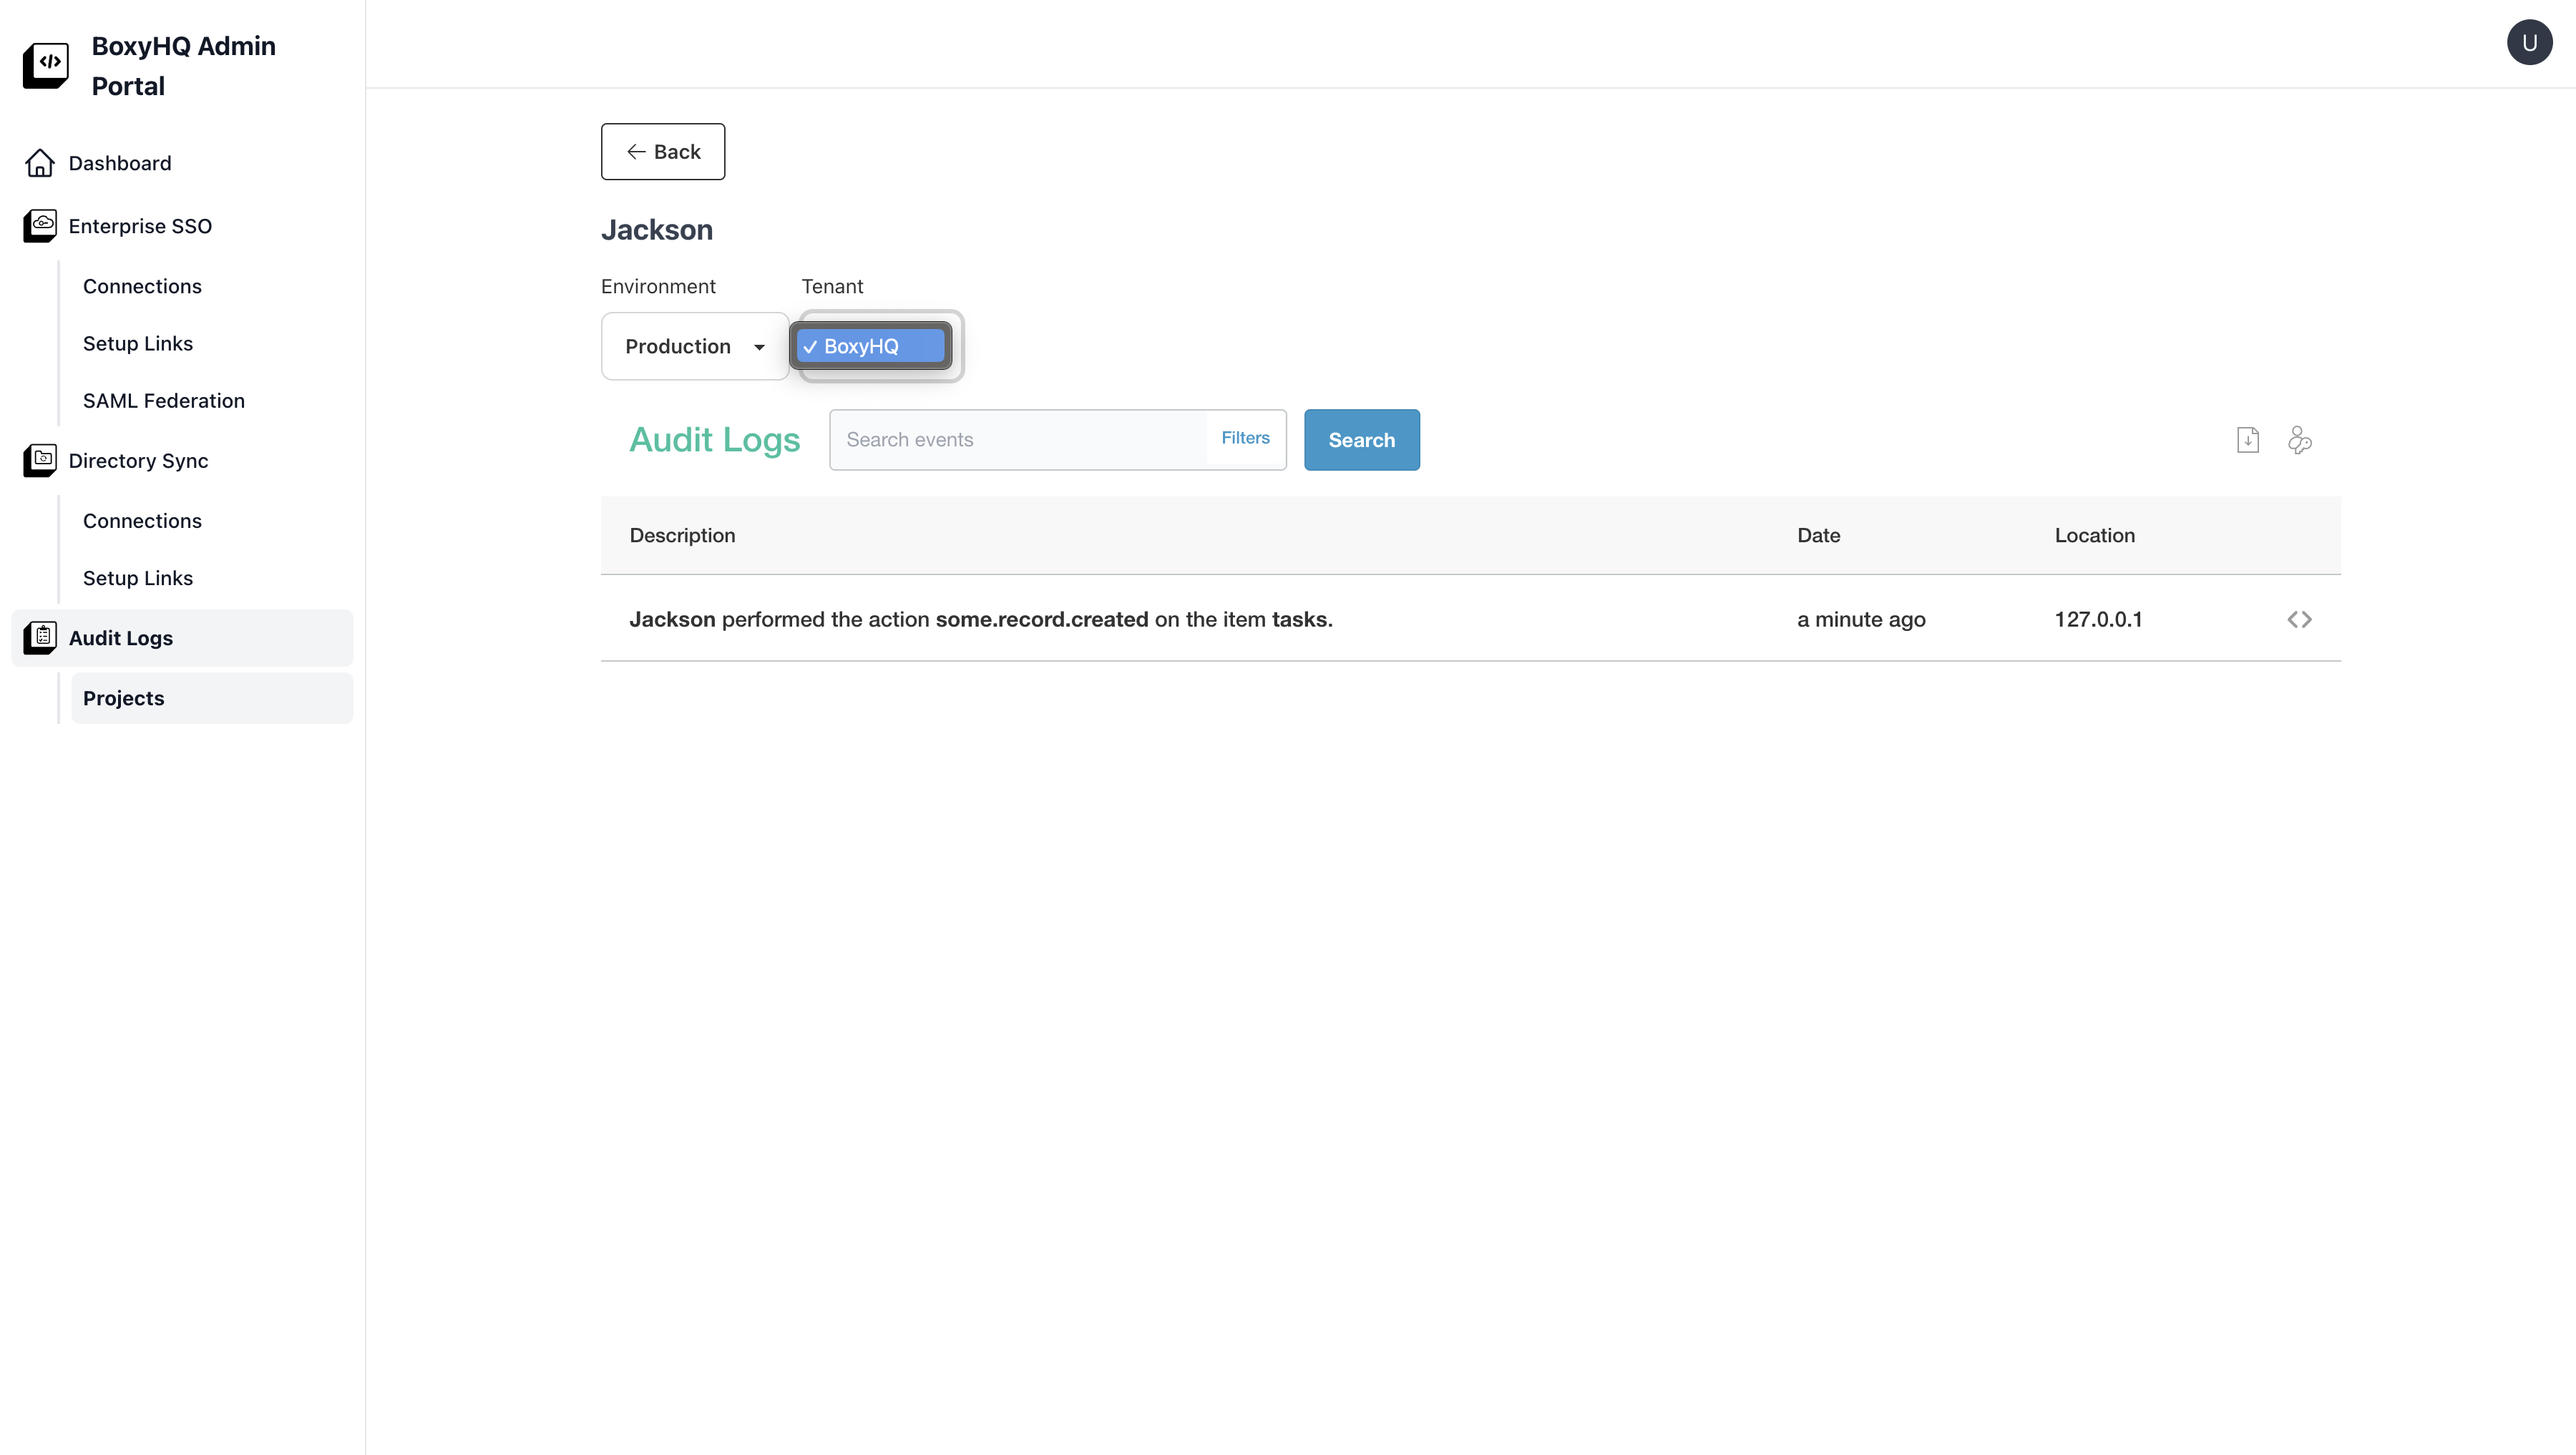 BoxyHQ Admin
Portal
Dashboard
Enterprise SSO
Connections
Setup Links
SAML Federation
Directory Sync
Connections
Setup Links
Audit Logs
Projects
U
← Back
Jackson
Environment Tenant
Production ✓ BoxyHQ
Audit Logs Search events Filters Search
Description Date Location
Jackson performed the action some.record.created on the item tasks. a minute ago 127.0.0.1 <>